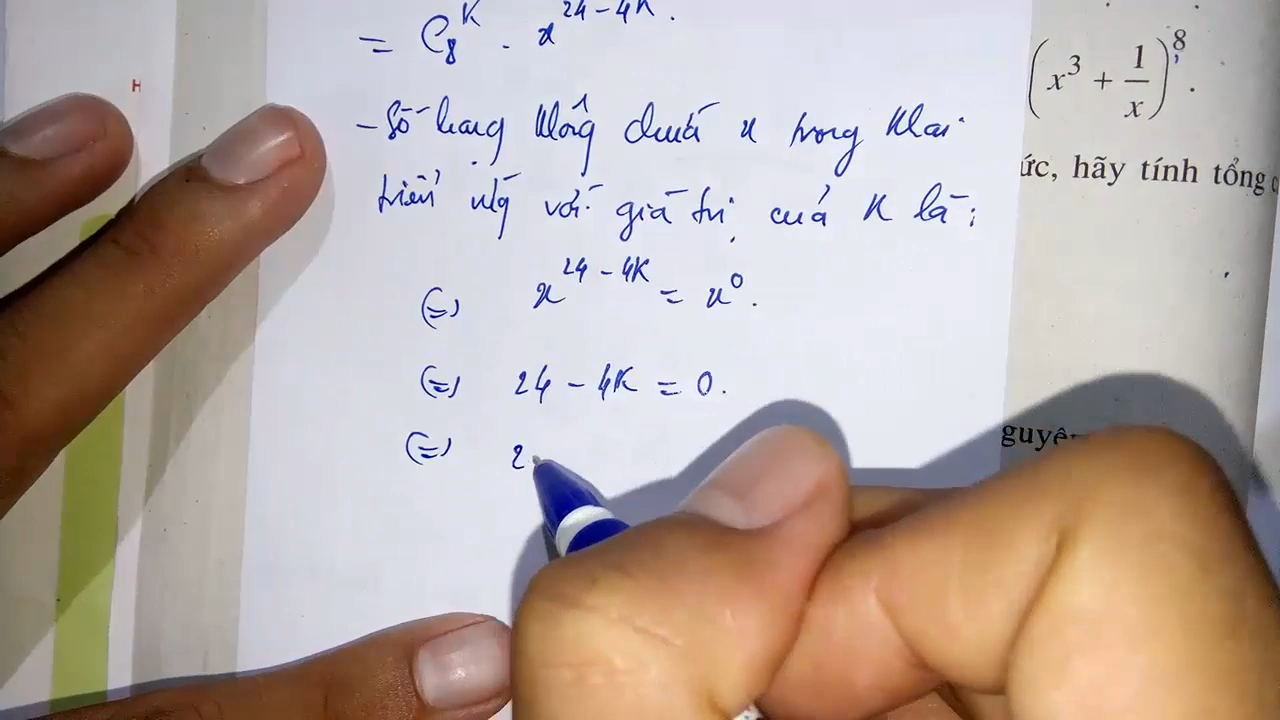 = C₈ᴷ . x²⁴⁻⁴ᴷ.
- Số hạng không chứa x trong khai
triển ứng với giá trị của K là:
(=) x²⁴⁻⁴ᴷ = x⁰.
(=) 24 - 4K = 0.
(=) 2
(x³ + 1/x)⁸.
ức, hãy tính tổng c
guyê
H